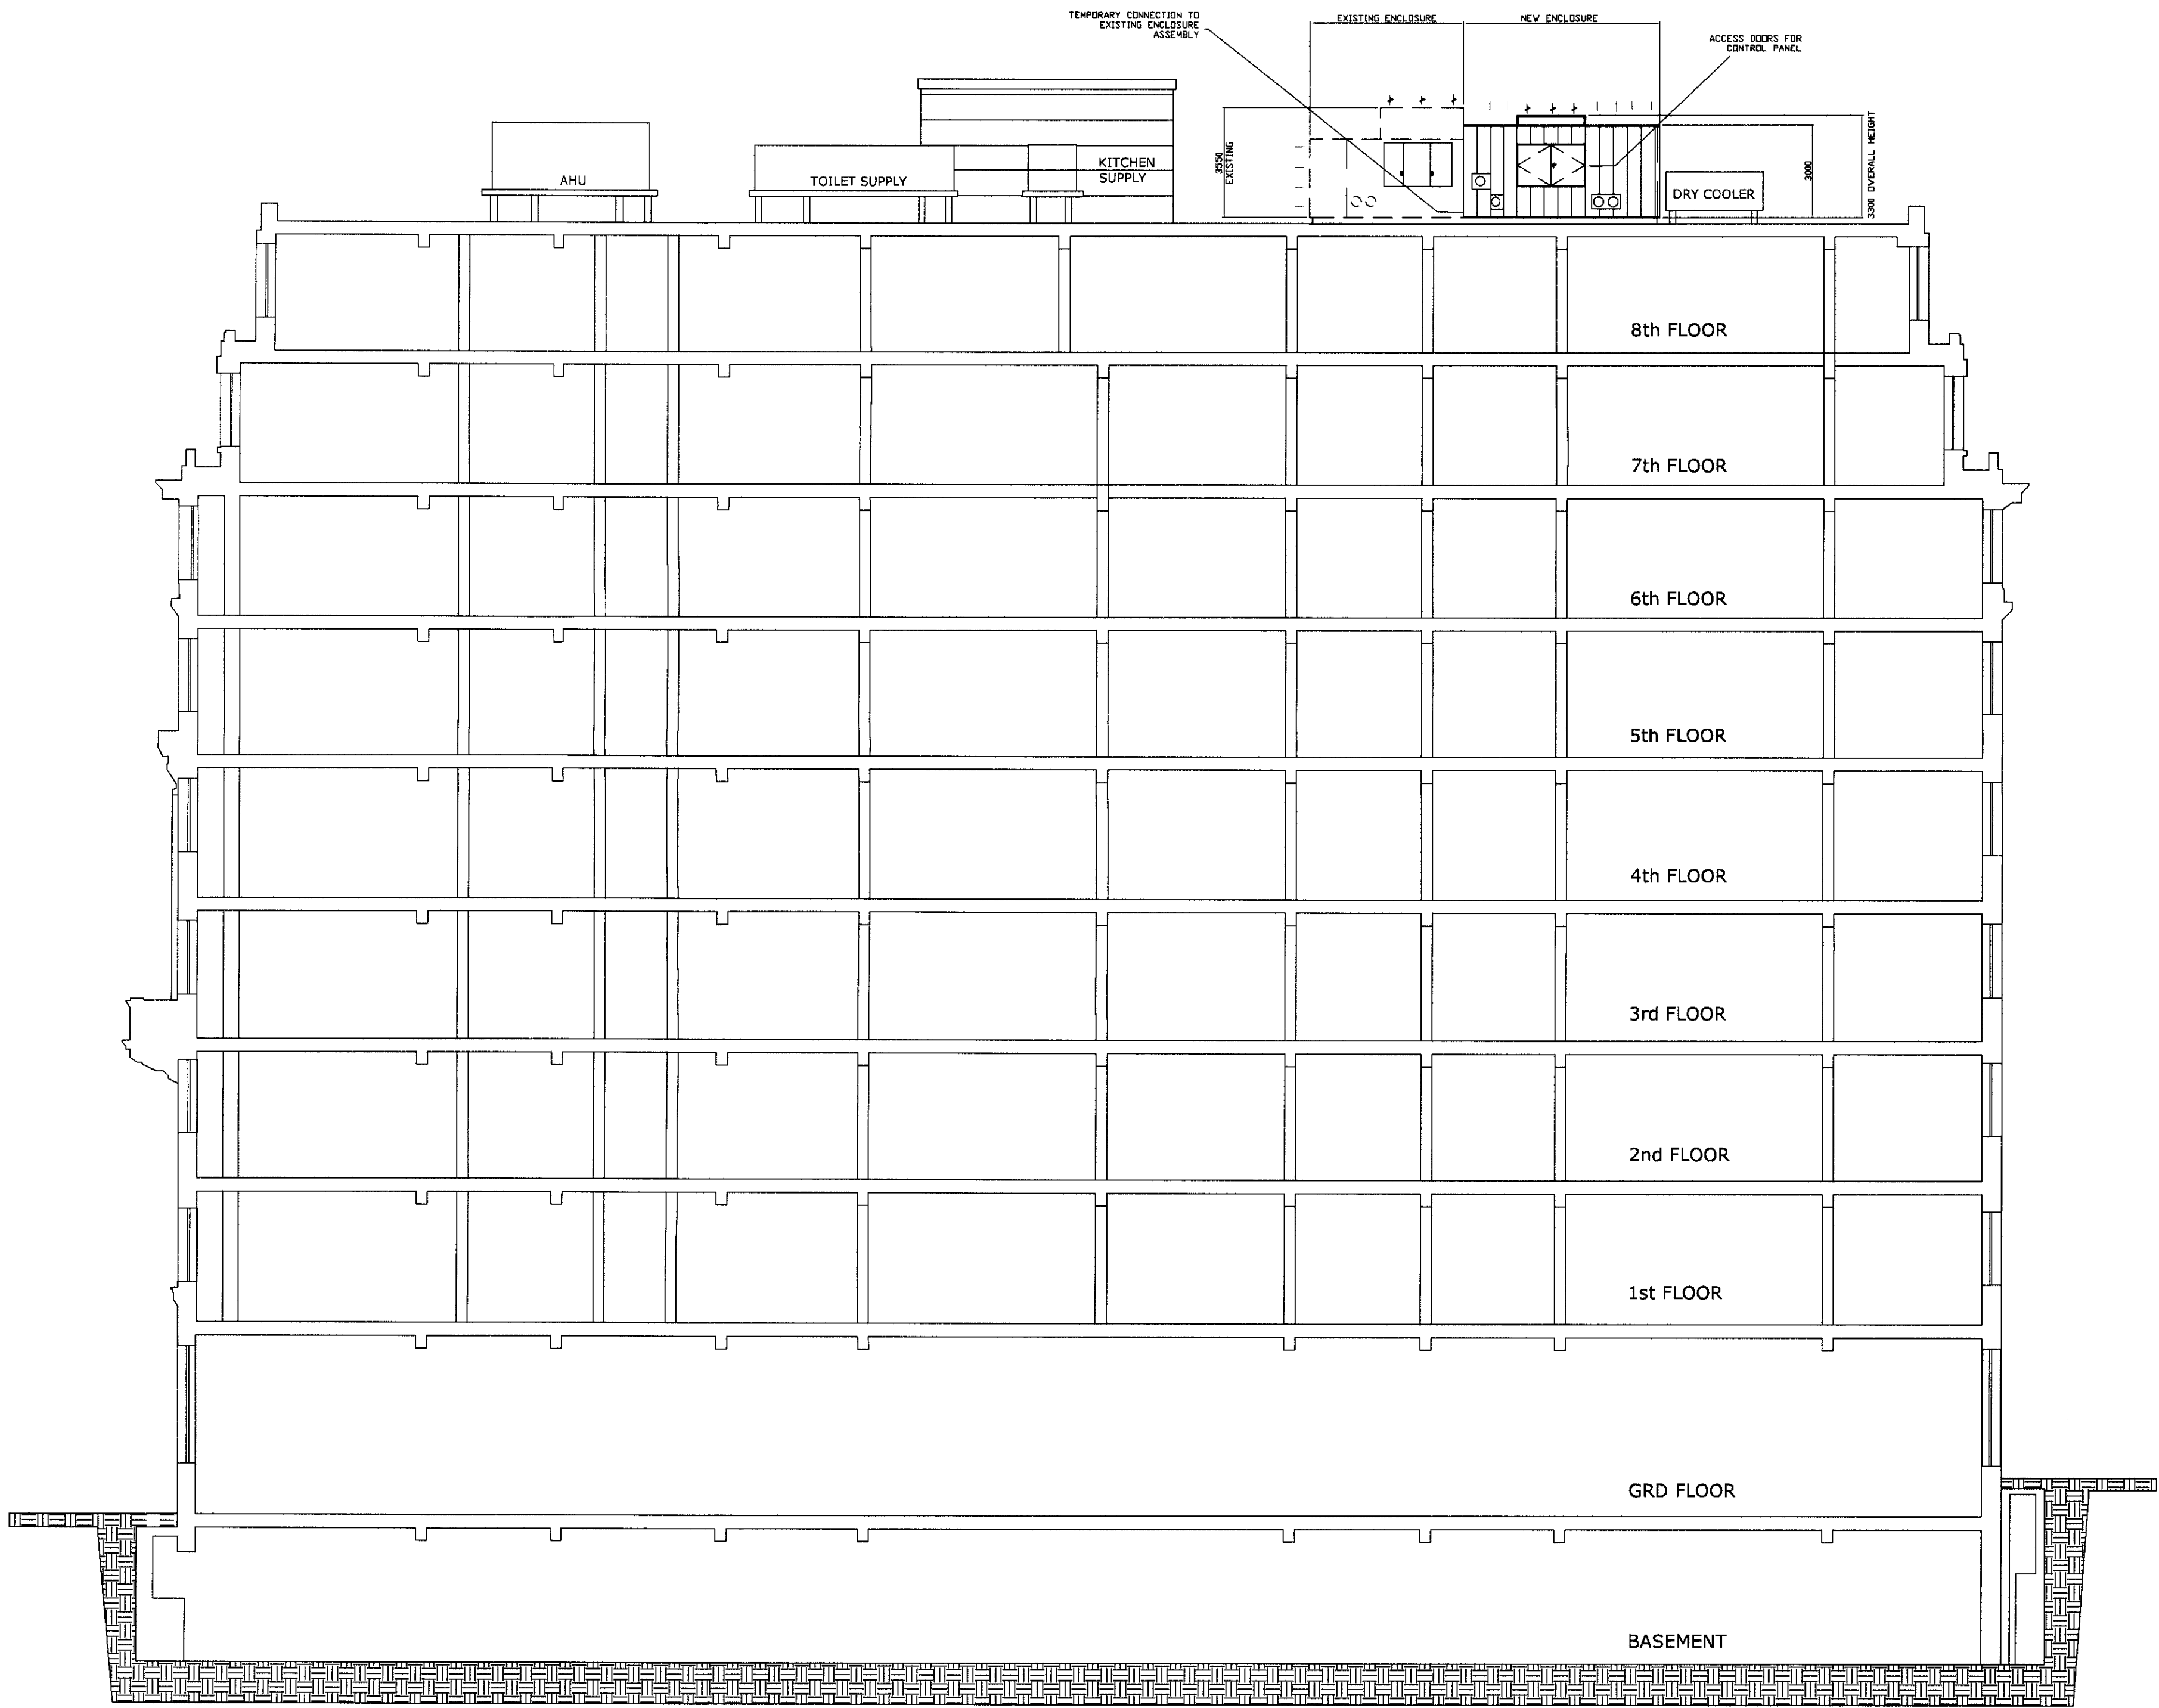 TEMPORARY CONNECTION TO
EXISTING ENCLOSURE
ASSEMBLY
EXISTING ENCLOSURE
NEW ENCLOSURE
ACCESS DOORS FOR
CONTROL PANEL
3550
EXISTING
3000
3300 OVERALL HEIGHT
AHU
TOILET SUPPLY
KITCHEN
SUPPLY
DRY COOLER
8th FLOOR
7th FLOOR
6th FLOOR
5th FLOOR
4th FLOOR
3rd FLOOR
2nd FLOOR
1st FLOOR
GRD FLOOR
BASEMENT